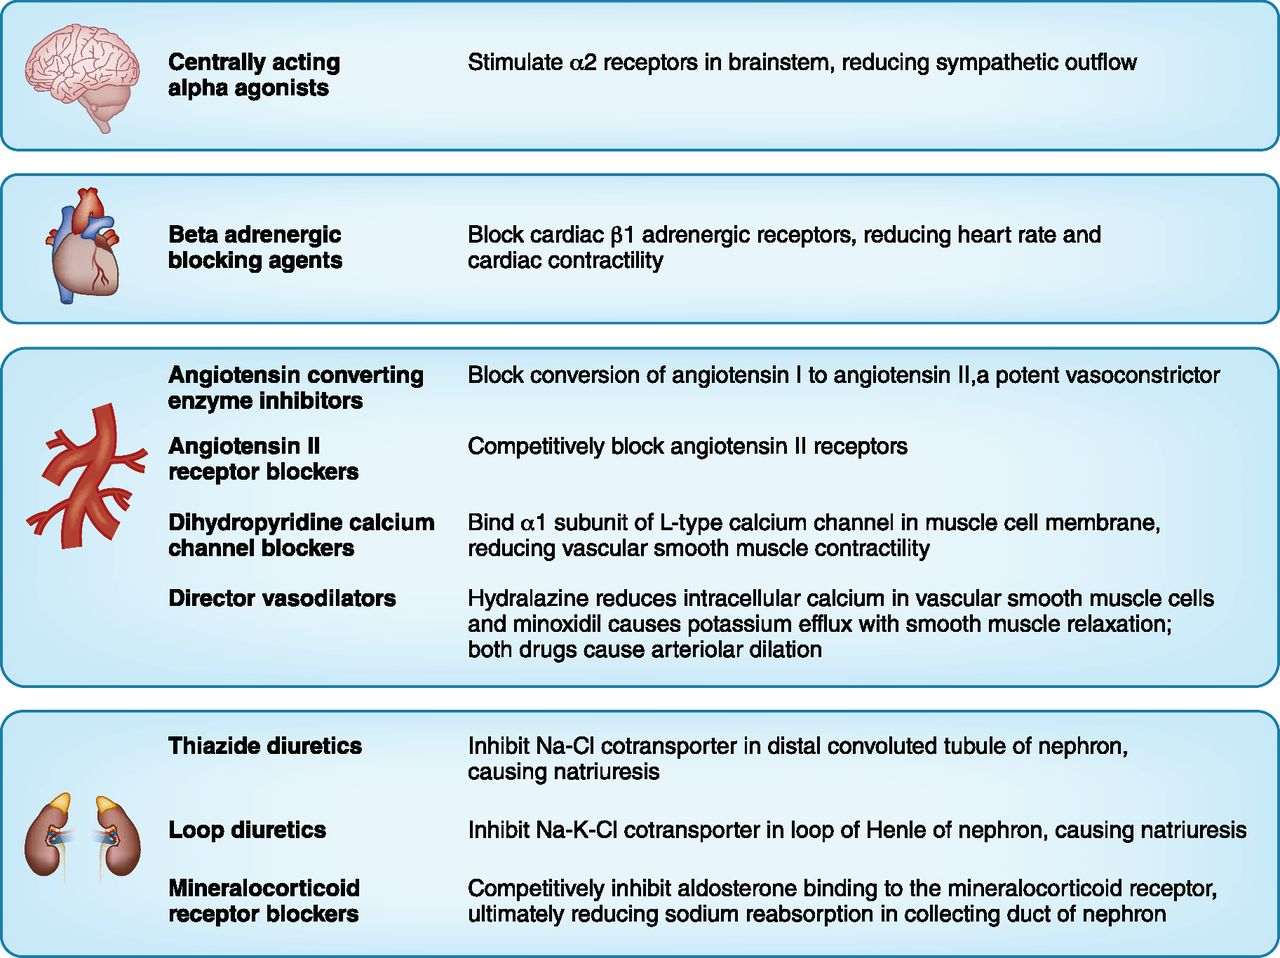 Centrally acting
alpha agonists
Stimulate α2 receptors in brainstem, reducing sympathetic outflow
Beta adrenergic
blocking agents
Block cardiac β1 adrenergic receptors, reducing heart rate and
cardiac contractility
Angiotensin converting
enzyme inhibitors
Block conversion of angiotensin I to angiotensin II,a potent vasoconstrictor
Angiotensin II
receptor blockers
Competitively block angiotensin II receptors
Dihydropyridine calcium
channel blockers
Bind α1 subunit of L-type calcium channel in muscle cell membrane,
reducing vascular smooth muscle contractility
Director vasodilators
Hydralazine reduces intracellular calcium in vascular smooth muscle cells
and minoxidil causes potassium efflux with smooth muscle relaxation;
both drugs cause arteriolar dilation
Thiazide diuretics
Inhibit Na-Cl cotransporter in distal convoluted tubule of nephron,
causing natriuresis
Loop diuretics
Inhibit Na-K-Cl cotransporter in loop of Henle of nephron, causing natriuresis
Mineralocorticoid
receptor blockers
Competitively inhibit aldosterone binding to the mineralocorticoid receptor,
ultimately reducing sodium reabsorption in collecting duct of nephron